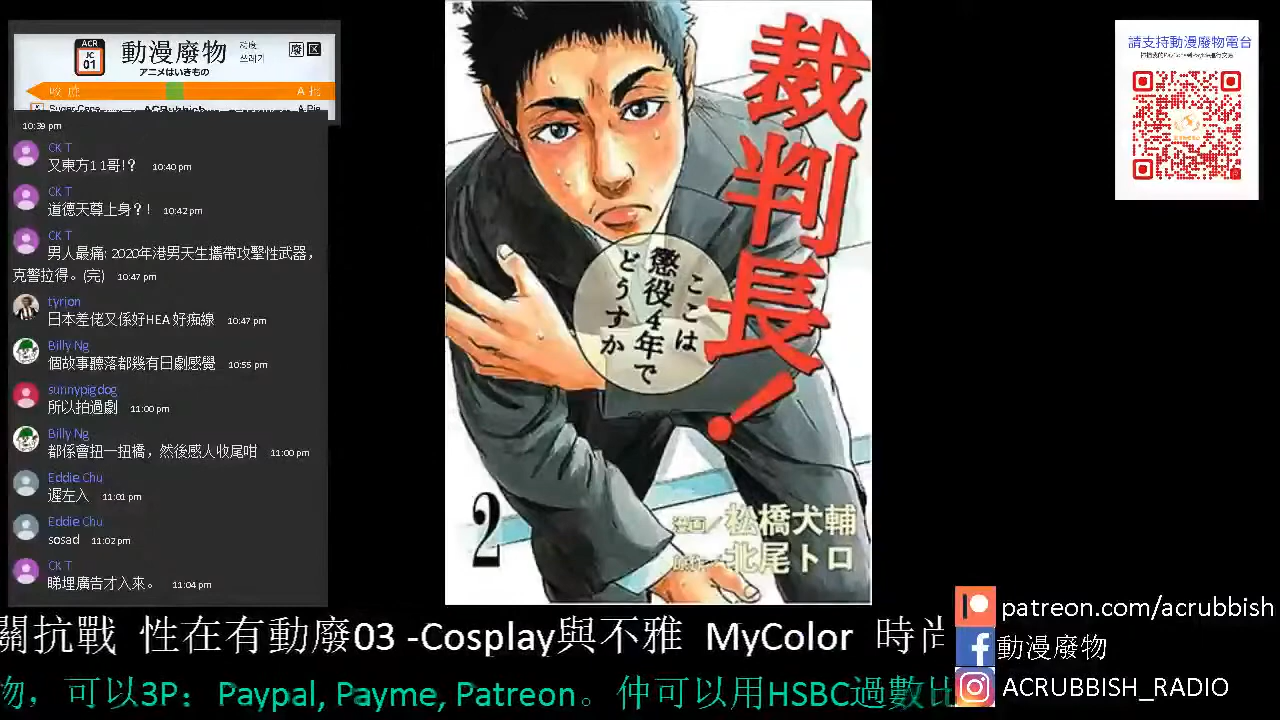 ACR
JC
01
動漫廢物
アニメはいきもの
廢 区
10:39 pm
CK T
又東方11哥!? 10:40 pm
CK T
道德天尊上身?! 10:42 pm
CK T
男人最痛-2020年港男天生攜帶攻擊性武器，
克警拉得。(完) 10:47 pm
tyrion
日本差佬又係好HEA 好痴線 10:47 pm
Billy Ng
個故事聽落都幾有日劇感覺 10:55 pm
sunnypigdog
所以拍過劇 11:00 pm
Billy Ng
都係會扭一扭橋，然後感人收尾咁 11:00 pm
Eddie Chu
遲左入 11:01 pm
Eddie Chu
sosad 11:02 pm
CK T
睇埋廣告才入來。 11:04 pm
裁判長！
ここは
懲役4年で
どうすか
2
漫画／松橋犬輔
原作／北尾トロ
請支持動漫廢物電台
關抗戰 性在有動廢03 -Cosplay與不雅 MyColor 時尚
物，可以3P：Paypal, Payme, Patreon。仲可以用HSBC過數比
patreon.com/acrubbish
動漫廢物
ACRUBBISH_RADIO